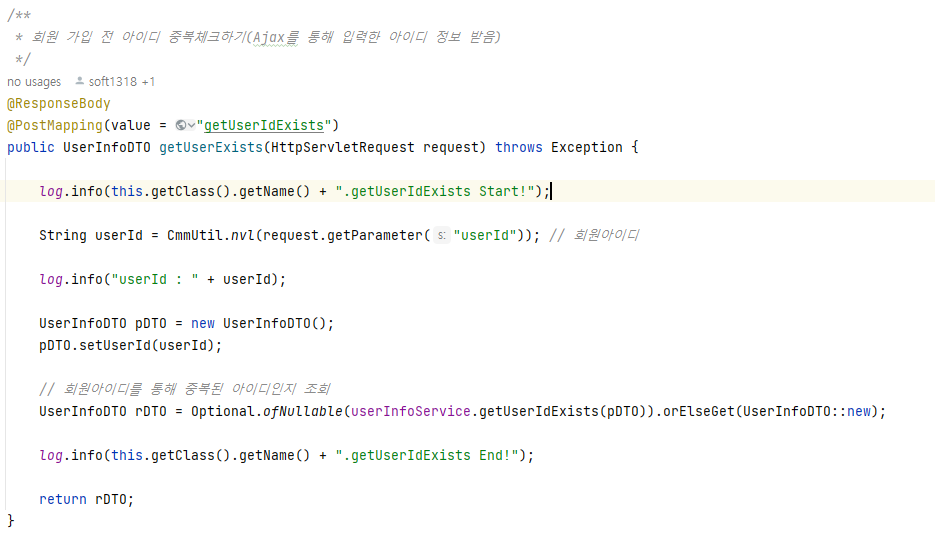 /**
 * 회원 가입 전 아이디 중복체크하기(Ajax를 통해 입력한 아이디 정보 받음)
 */
no usages soft1318 +1
@ResponseBody
@PostMapping(value = "getUserIdExists")
public UserInfoDTO getUserExists(HttpServletRequest request) throws Exception {
    log.info(this.getClass().getName() + ".getUserIdExists Start!");
    String userId = CmmUtil.nvl(request.getParameter( s: "userId")); // 회원아이디
    log.info("userId : " + userId);
    UserInfoDTO pDTO = new UserInfoDTO();
    pDTO.setUserId(userId);
    // 회원아이디를 통해 중복된 아이디인지 조회
    UserInfoDTO rDTO = Optional.ofNullable(userInfoService.getUserIdExists(pDTO)).orElseGet(UserInfoDTO::new);
    log.info(this.getClass().getName() + ".getUserIdExists End!");
    return rDTO;
}